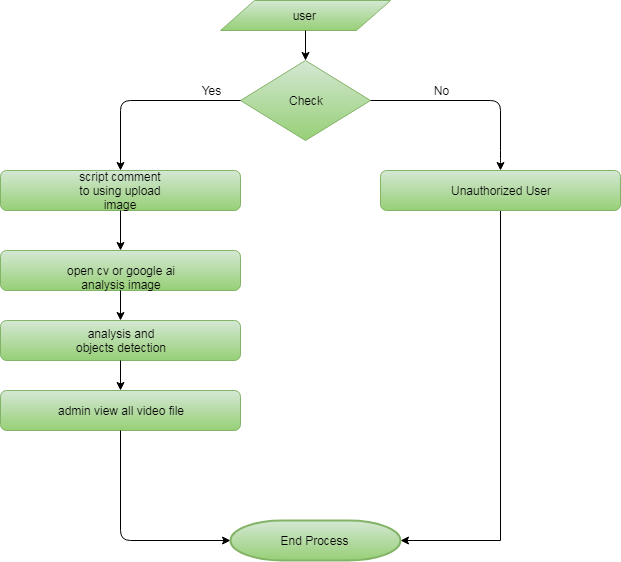 user
Check
Yes
No
script comment
to using upload
image
Unauthorized User
open cv or google ai
analysis image
analysis and
objects detection
admin view all video file
End Process